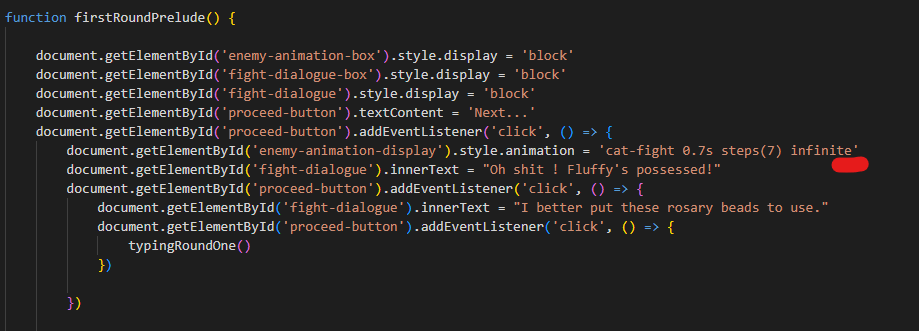 function firstRoundPrelude() {
document.getElementById('enemy-animation-box').style.display = 'block'
document.getElementById('fight-dialogue-box').style.display = 'block'
document.getElementById('fight-dialogue').style.display = 'block'
document.getElementById('proceed-button').textContent = 'Next...'
document.getElementById('proceed-button').addEventListener('click', () => {
document.getElementById('enemy-animation-display').style.animation = 'cat-fight 0.7s steps(7) infinite'
document.getElementById('fight-dialogue').innerText = "Oh shit ! Fluffy's possessed!"
document.getElementById('proceed-button').addEventListener('click', () => {
document.getElementById('fight-dialogue').innerText = "I better put these rosary beads to use."
document.getElementById('proceed-button').addEventListener('click', () => {
typingRoundOne()
})
})